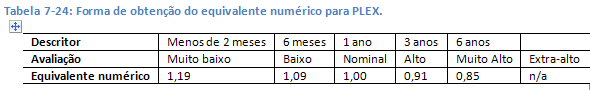 Tabela 7-24: Forma de obtenção do equivalente numérico para PLEX.
Descritor Menos de 2 meses 6 meses 1 ano 3 anos 6 anos
Avaliação Muito baixo Baixo Nominal Alto Muito Alto Extra-alto
Equivalente numérico 1,19 1,09 1,00 0,91 0,85 n/a